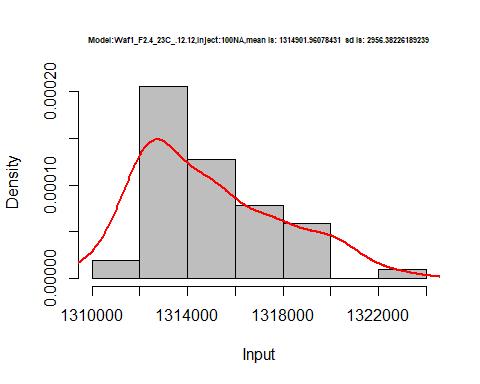 Model:Waf1_F2.4_23C_.12.12,Inject:100NA,mean is: 1314901.96078431  sd is: 2956.38226189239
0.00020
0.00010
0.00000
Density
1310000 1314000 1318000 1322000
Input